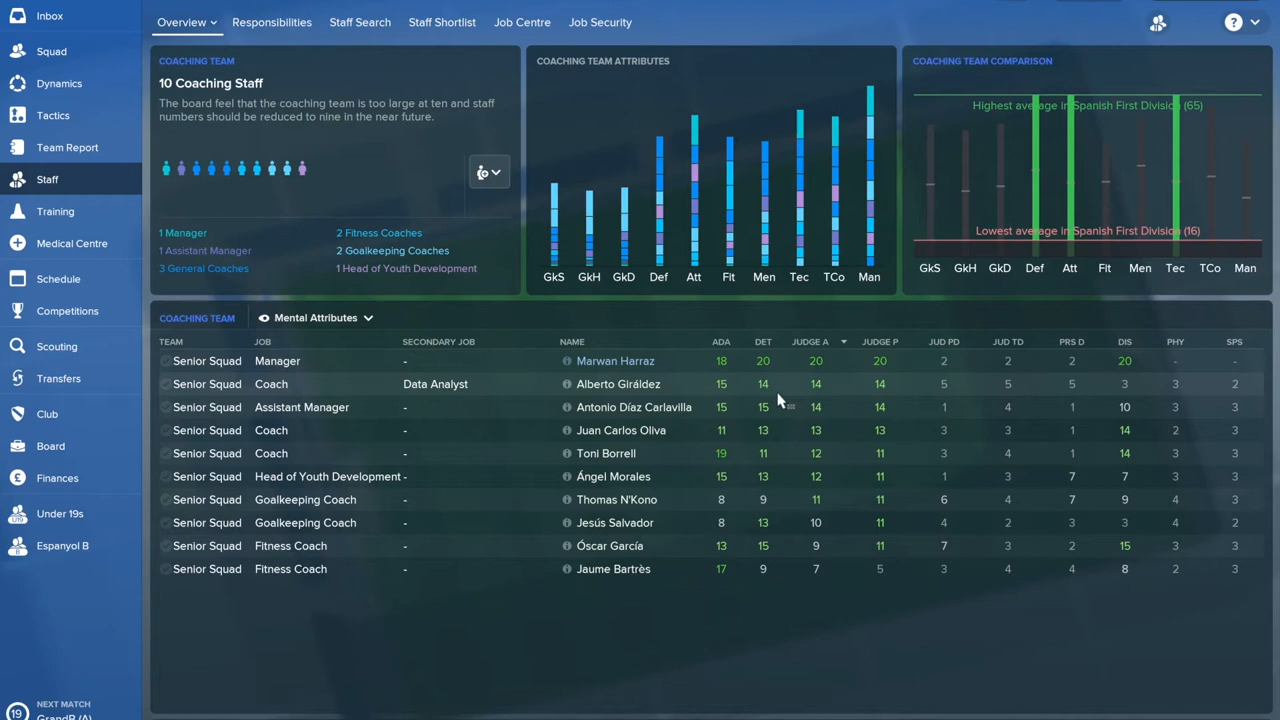 Inbox
Squad
Dynamics
Tactics
Team Report
Staff
Training
Medical Centre
Schedule
Competitions
Scouting
Transfers
Club
Board
£ Finances
U19 Under 19s
B Espanyol B
19 NEXT MATCH
GrandR (A)
Overview Responsibilities Staff Search Staff Shortlist Job Centre Job Security ?
COACHING TEAM
10 Coaching Staff
The board feel that the coaching team is too large at ten and staff
numbers should be reduced to nine in the near future.
1 Manager 2 Fitness Coaches
1 Assistant Manager 2 Goalkeeping Coaches
3 General Coaches 1 Head of Youth Development
COACHING TEAM ATTRIBUTES
GkS GkH GkD Def Att Fit Men Tec TCo Man
COACHING TEAM COMPARISON
Highest average in Spanish First Division (65)
Lowest average in Spanish First Division (16)
GkS GkH GkD Def Att Fit Men Tec TCo Man
COACHING TEAM Mental Attributes
TEAM JOB SECONDARY JOB NAME ADA DET JUDGE A JUDGE P JUD PD JUD TD PRS D DIS PHY SPS
Senior Squad Manager - Marwan Harraz 18 20 20 20 2 2 2 20 - -
Senior Squad Coach Data Analyst Alberto Giráldez 15 14 14 14 5 5 5 3 3 2
Senior Squad Assistant Manager - Antonio Díaz Carlavilla 15 15 14 14 1 4 1 10 3 3
Senior Squad Coach - Juan Carlos Oliva 11 13 13 13 3 3 1 14 2 3
Senior Squad Coach - Toni Borrell 19 11 12 11 3 4 1 14 3 3
Senior Squad Head of Youth Development - Ángel Morales 15 13 12 11 1 3 7 7 3 3
Senior Squad Goalkeeping Coach - Thomas N'Kono 8 9 11 11 6 4 7 9 4 3
Senior Squad Goalkeeping Coach - Jesús Salvador 8 13 10 11 4 2 3 3 4 2
Senior Squad Fitness Coach - Óscar García 13 15 9 11 7 3 2 15 3 3
Senior Squad Fitness Coach - Jaume Bartrès 17 9 7 5 3 4 4 8 2 3